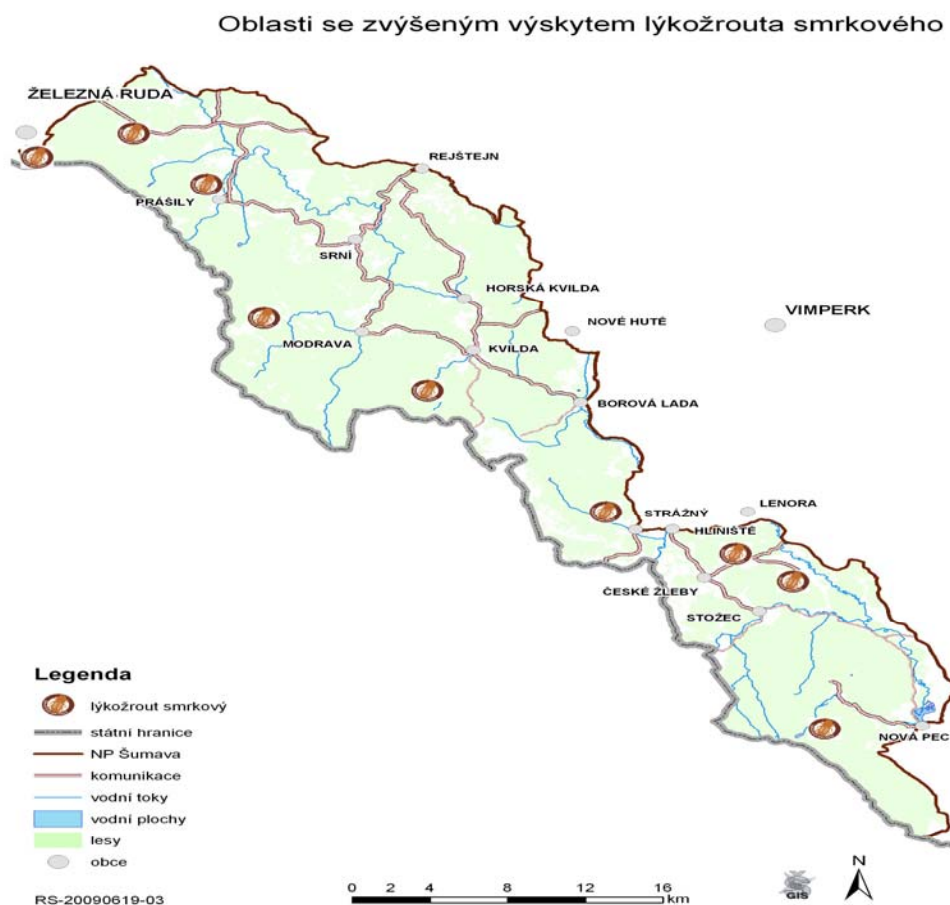 Oblasti se zvýšeným výskytem lýkožrouta smrkového
ŽELEZNÁ RUDA
REJŠTEJN
PRÁŠILY
SRNÍ
HORSKÁ KVILDA
VIMPERK
NOVÉ HUTĚ
MODRAVA
KVILDA
BOROVÁ LADA
LENORA
STRÁŽNÝ
HLINIŠTĚ
ČESKÉ ŽLEBY
STOŽEC
NOVÁ PEC
Legenda
lýkožrout smrkový
státní hranice
NP Šumava
komunikace
vodní toky
vodní plochy
lesy
obce
RS-20090619-03
0 2 4 8 12 16
km
GIS
N